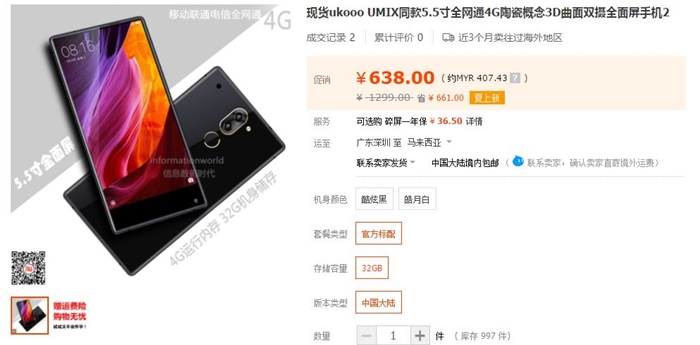 移动联通电信全网通
4G
08:16
5.5寸全面屏
informationworld
信息数据时代
4G运行内存 32G机身储存
赠运费险
购物无忧
现货ukooo UMIX同款5.5寸全网通4G陶瓷概念3D曲面双摄全面屏手机2
成交记录 2
累计评价 0
近3个月卖往过海外地区
促销
¥638.00 ( 约MYR 407.43 ? )
¥ 1299.00 省 ¥ 661.00 要上新
服务
可选购 碎屏一年保 ¥ 36.50 详情
运至
广东深圳 至 马来西亚
联系卖家发货
中国大陆境内包邮 ( 联系卖家，确认卖家直寄境外运费 )
机身颜色
酷炫黑
皓月白
套餐类型
官方标配
存储容量
32GB
版本类型
中国大陆
数量
− 1 + 件 ( 库存 997 件 )